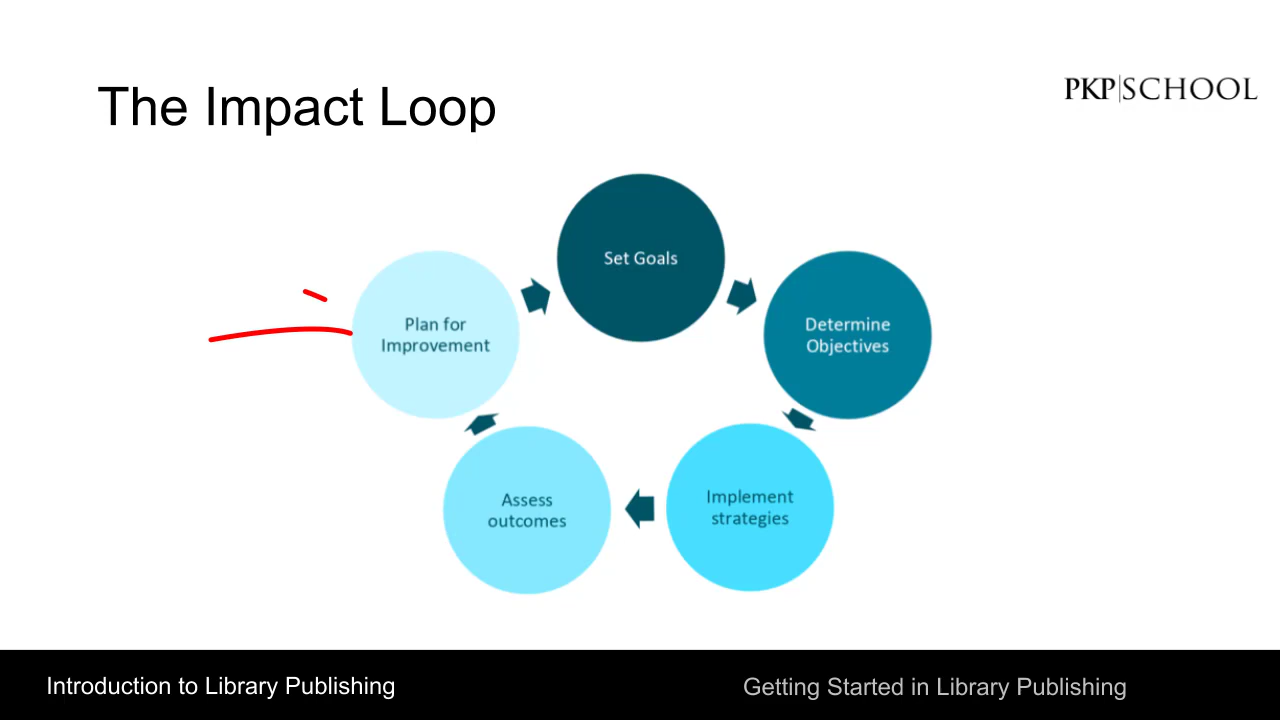 The Impact Loop
PKP|SCHOOL
Set Goals
Determine
Objectives
Implement
strategies
Assess
outcomes
Plan for
Improvement
Introduction to Library Publishing
Getting Started in Library Publishing